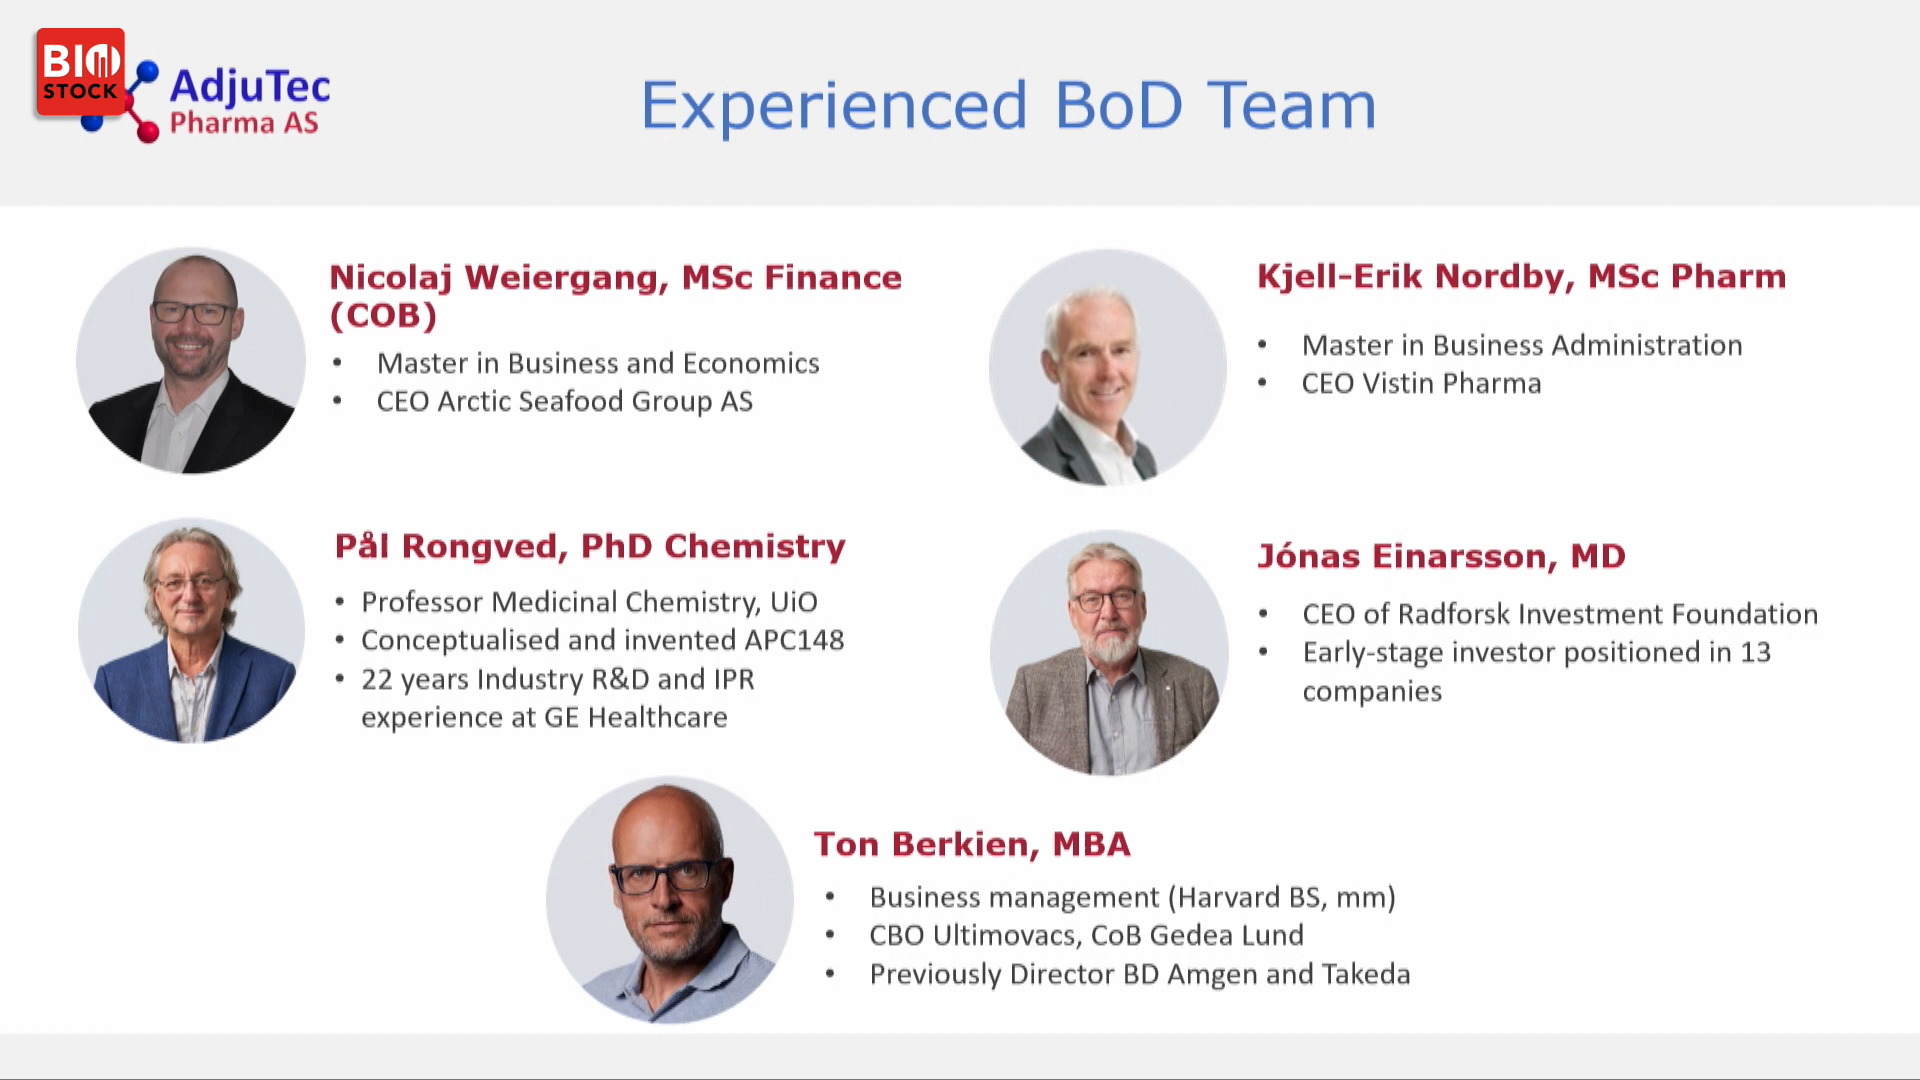 BIO
STOCK
AdjuTec
Pharma AS
Experienced BoD Team
Nicolaj Weiergang, MSc Finance
(COB)
• Master in Business and Economics
• CEO Arctic Seafood Group AS
Kjell-Erik Nordby, MSc Pharm
• Master in Business Administration
• CEO Vistin Pharma
Pål Rongved, PhD Chemistry
• Professor Medicinal Chemistry, UiO
• Conceptualised and invented APC148
• 22 years Industry R&D and IPR
experience at GE Healthcare
Jónas Einarsson, MD
• CEO of Radforsk Investment Foundation
• Early-stage investor positioned in 13
companies
Ton Berkien, MBA
• Business management (Harvard BS, mm)
• CBO Ultimovacs, CoB Gedea Lund
• Previously Director BD Amgen and Takeda